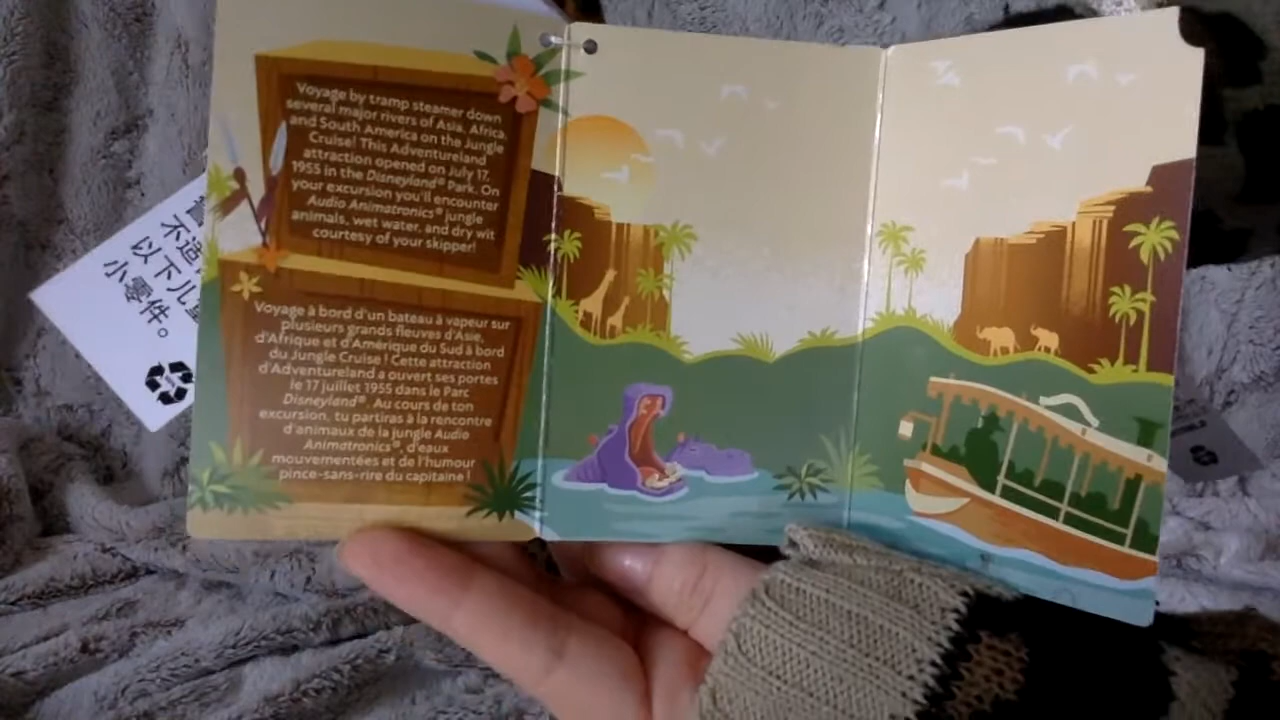 Voyage by tramp steamer down
several major rivers of Asia, Africa,
and South America on the Jungle
Cruise! This Adventureland
attraction opened on July 17,
1955 in the Disneyland® Park. On
your excursion you'll encounter
Audio Animatronics® jungle
animals, wet water, and dry wit
courtesy of your skipper!
Voyage à bord d'un bateau à vapeur sur
plusieurs grands fleuves d'Asie,
d'Afrique et d'Amérique du Sud à bord
du Jungle Cruise ! Cette attraction
d'Adventureland a ouvert ses portes
le 17 juillet 1955 dans le Parc
Disneyland®. Au cours de ton
excursion, tu partiras à la rencontre
d'animaux de la jungle Audio
Animatronics®, d'eaux
mouvementées et de l'humour
pince-sans-rire du capitaine !
不适
以下儿童
小零件。